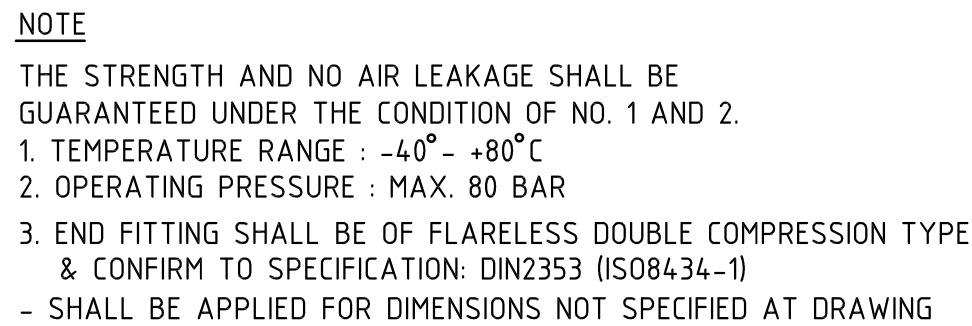 NOTE
THE STRENGTH AND NO AIR LEAKAGE SHALL BE
GUARANTEED UNDER THE CONDITION OF NO. 1 AND 2.
1. TEMPERATURE RANGE : -40°- +80°C
2. OPERATING PRESSURE : MAX. 80 BAR
3. END FITTING SHALL BE OF FLARELESS DOUBLE COMPRESSION TYPE
& CONFIRM TO SPECIFICATION: DIN2353 (ISO8434-1)
- SHALL BE APPLIED FOR DIMENSIONS NOT SPECIFIED AT DRAWING